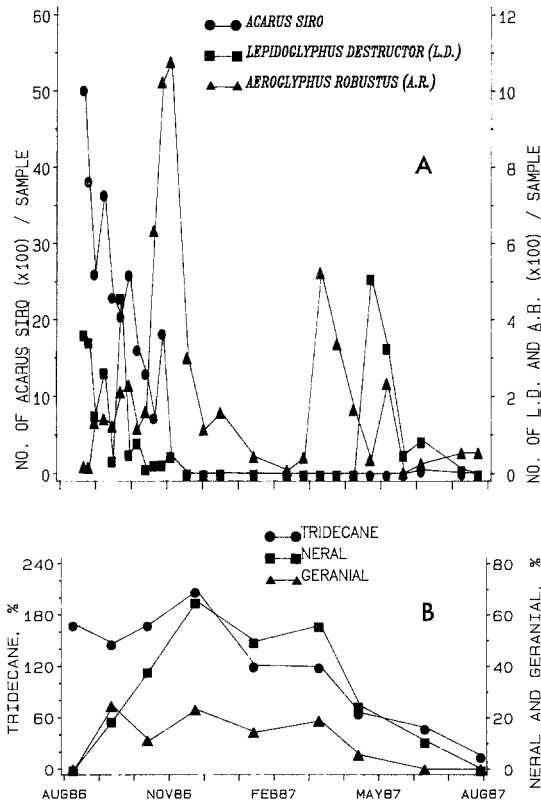 ACARUS SIRO
LEPIDOGLYPHUS DESTRUCTOR (L.D.)
AEROGLYPHUS ROBUSTUS (A.R.)
A
60
50
40
30
20
10
0
NO. OF ACARUS SIRO (x100) / SAMPLE
12
10
8
6
4
2
0
NO. OF L.D. AND A.R. (x100) / SAMPLE
TRIDECANE
NERAL
GERANIAL
B
240
180
120
60
0
TRIDECANE, %
80
60
40
20
0
NERAL AND GERANIAL, %
AUG86 NOV86 FEB87 MAY87 AUG87